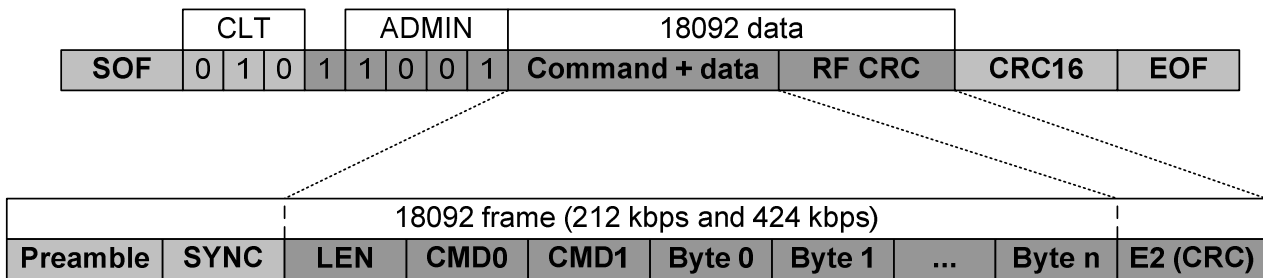 CLT ADMIN 18092 data
SOF 0 1 0 1 1 0 0 1 Command + data RF CRC CRC16 EOF
18092 frame (212 kbps and 424 kbps)
Preamble SYNC LEN CMD0 CMD1 Byte 0 Byte 1 ... Byte n E2 (CRC)